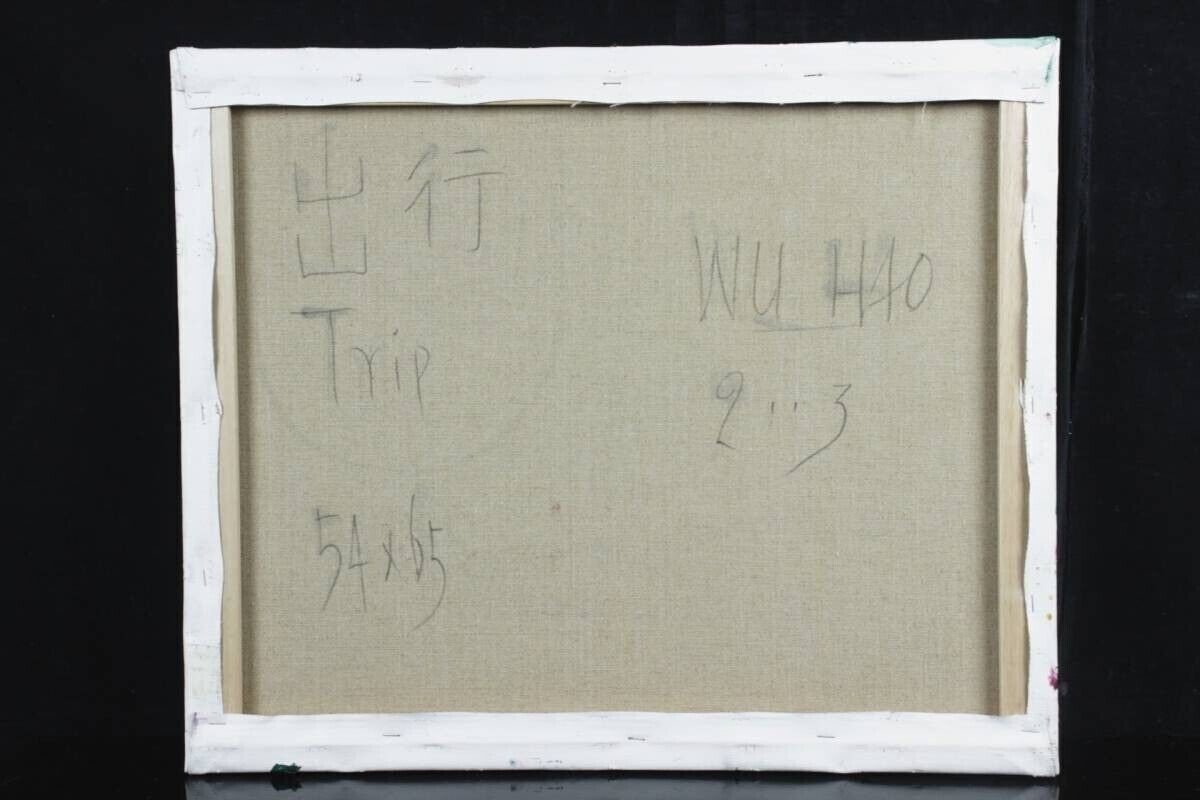 出行
Trip
54x65
WU HAO
2..3